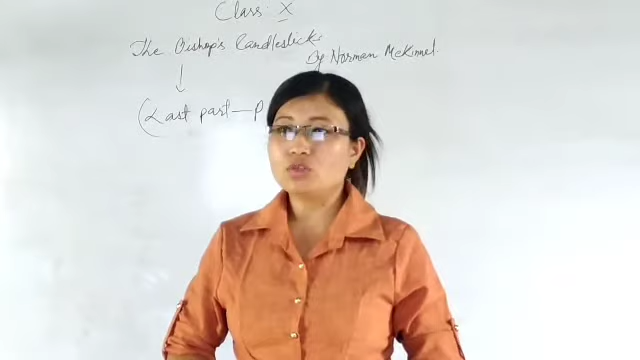 Class: X
The Bishop's Candlesticks
By Norman McKinnel
(Last part — P